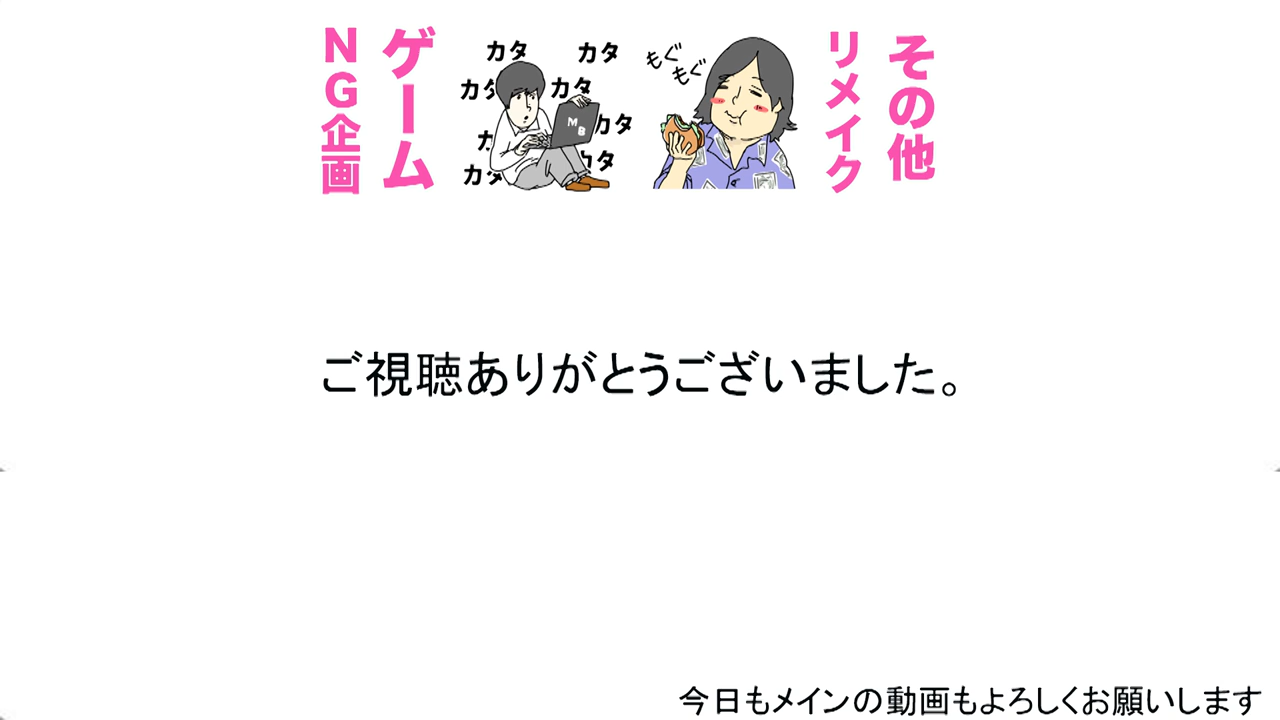 ゲーム
NG企画
カタ
カタ
カタ
カタ
カタ
カタ
MB
もぐ
もぐ
その他
リメイク
ご視聴ありがとうございました。
今日もメインの動画もよろしくお願いします